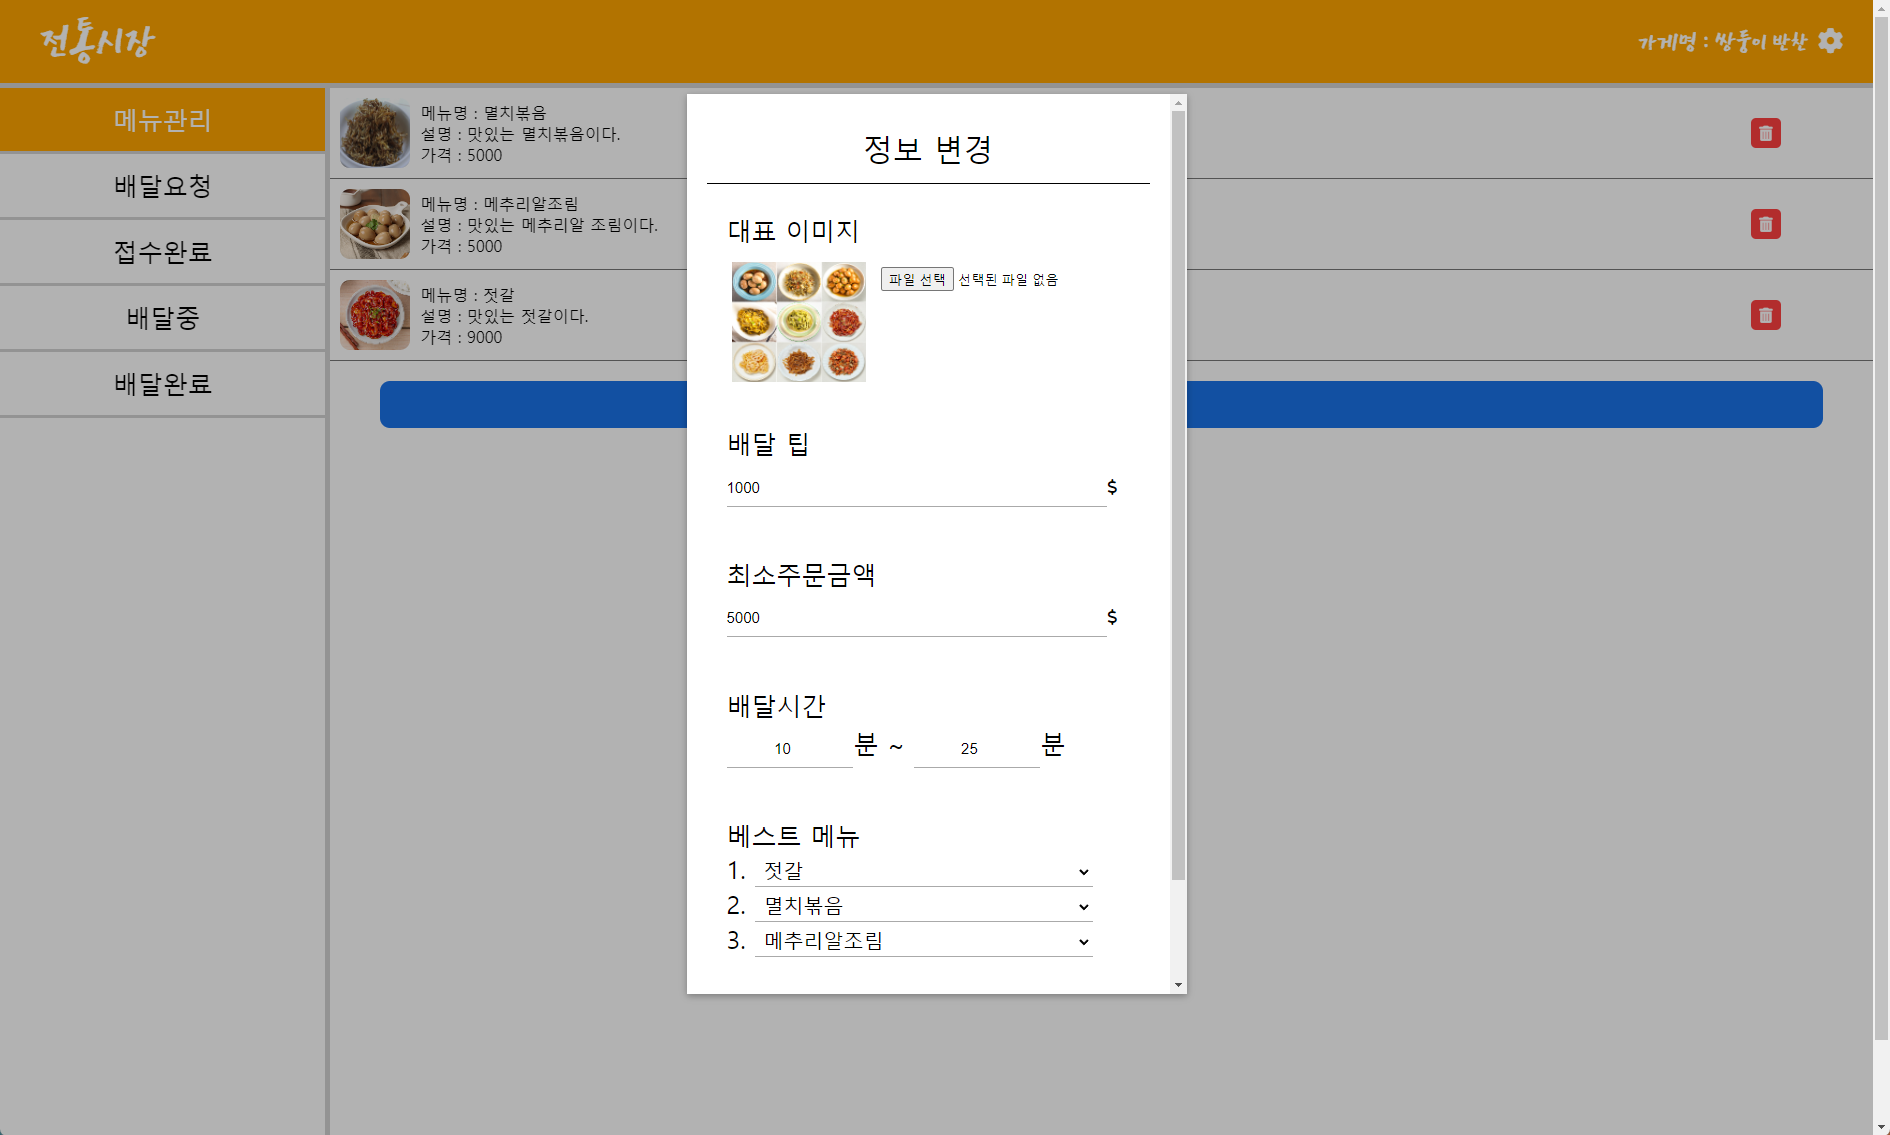 전통시장
가게명 : 쌍둥이 반찬
메뉴관리
배달요청
접수완료
배달중
배달완료
메뉴명 : 멸치볶음
설명 : 맛있는 멸치볶음이다.
가격 : 5000
메뉴명 : 메추리알조림
설명 : 맛있는 메추리알 조림이다.
가격 : 5000
메뉴명 : 젓갈
설명 : 맛있는 젓갈이다.
가격 : 9000
정보 변경
대표 이미지
파일 선택 선택된 파일 없음
배달 팁
1000 $
최소주문금액
5000 $
배달시간
10 분 ~ 25 분
베스트 메뉴
1. 젓갈
2. 멸치볶음
3. 메추리알조림